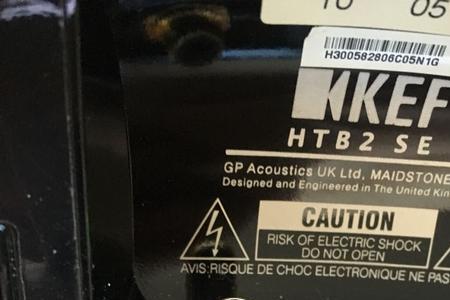 10 05
H300582806C05N1G
KEF
HTB2 SE
GP Acoustics UK Ltd, MAIDSTONE
Designed and Engineered in The United Kin
CAUTION
RISK OF ELECTRIC SHOCK
DO NOT OPEN
AVIS:RISQUE DE CHOC ELECTRONIQUE NE PAS